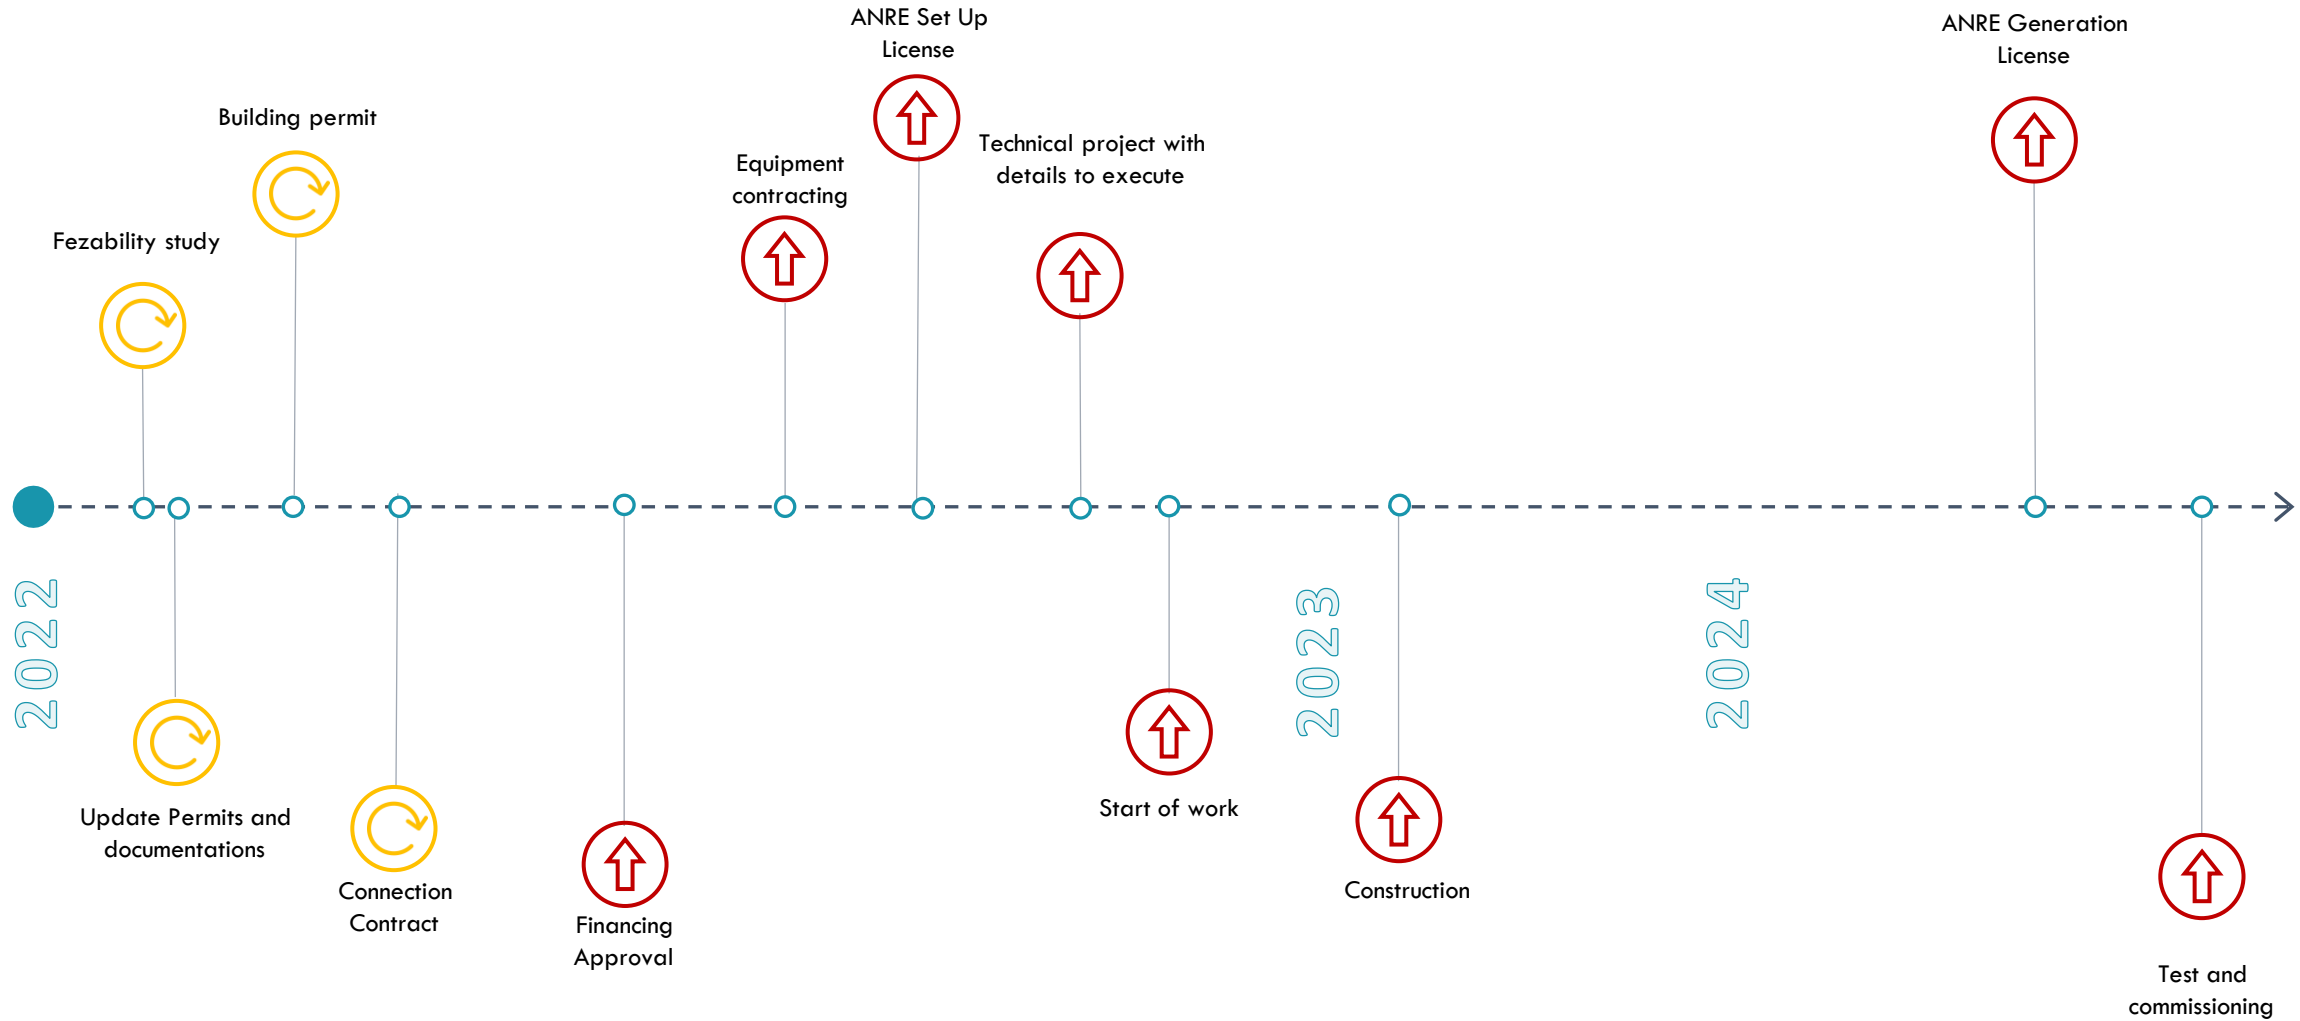 ANRE Set Up
License
ANRE Generation
License
Building permit
Technical project with
details to execute
Equipment
contracting
Fezability study
2022
2023
2024
Start of work
Update Permits and
documentations
Construction
Connection
Contract
Financing
Approval
Test and
commissioning